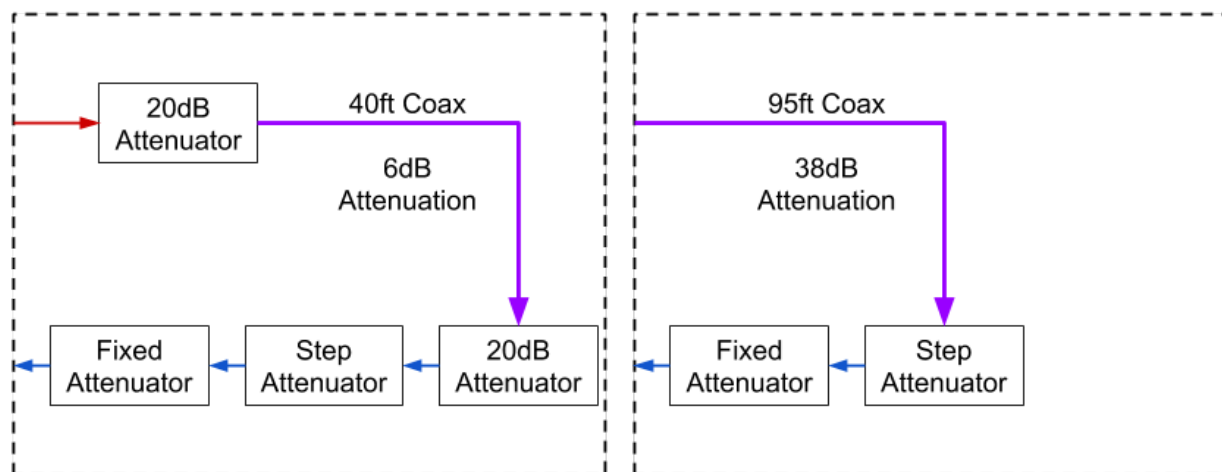 20dB
Attenuator
40ft Coax
6dB
Attenuation
Fixed
Attenuator
Step
Attenuator
20dB
Attenuator
95ft Coax
38dB
Attenuation
Fixed
Attenuator
Step
Attenuator